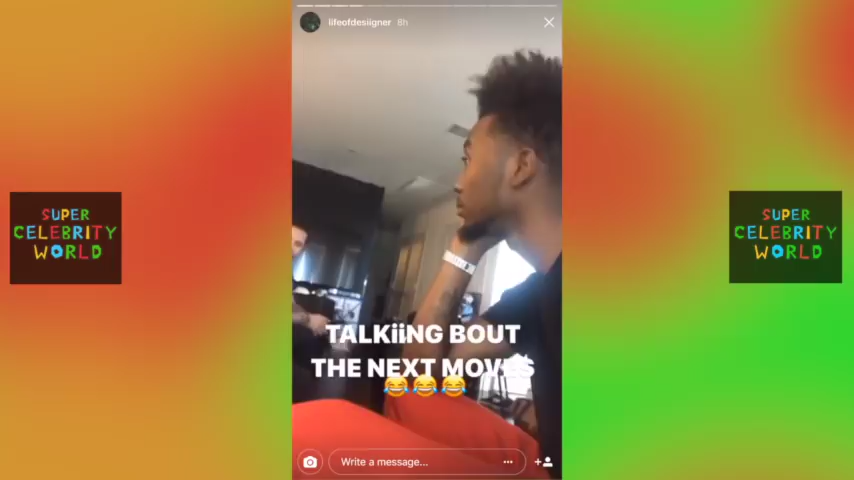 lifeofdesiigner 8h
SUPER
CELEBRITY
WORLD
SUPER
CELEBRITY
WORLD
TALKiiNG BOUT
THE NEXT MOVES
😂😂😂
Write a message...